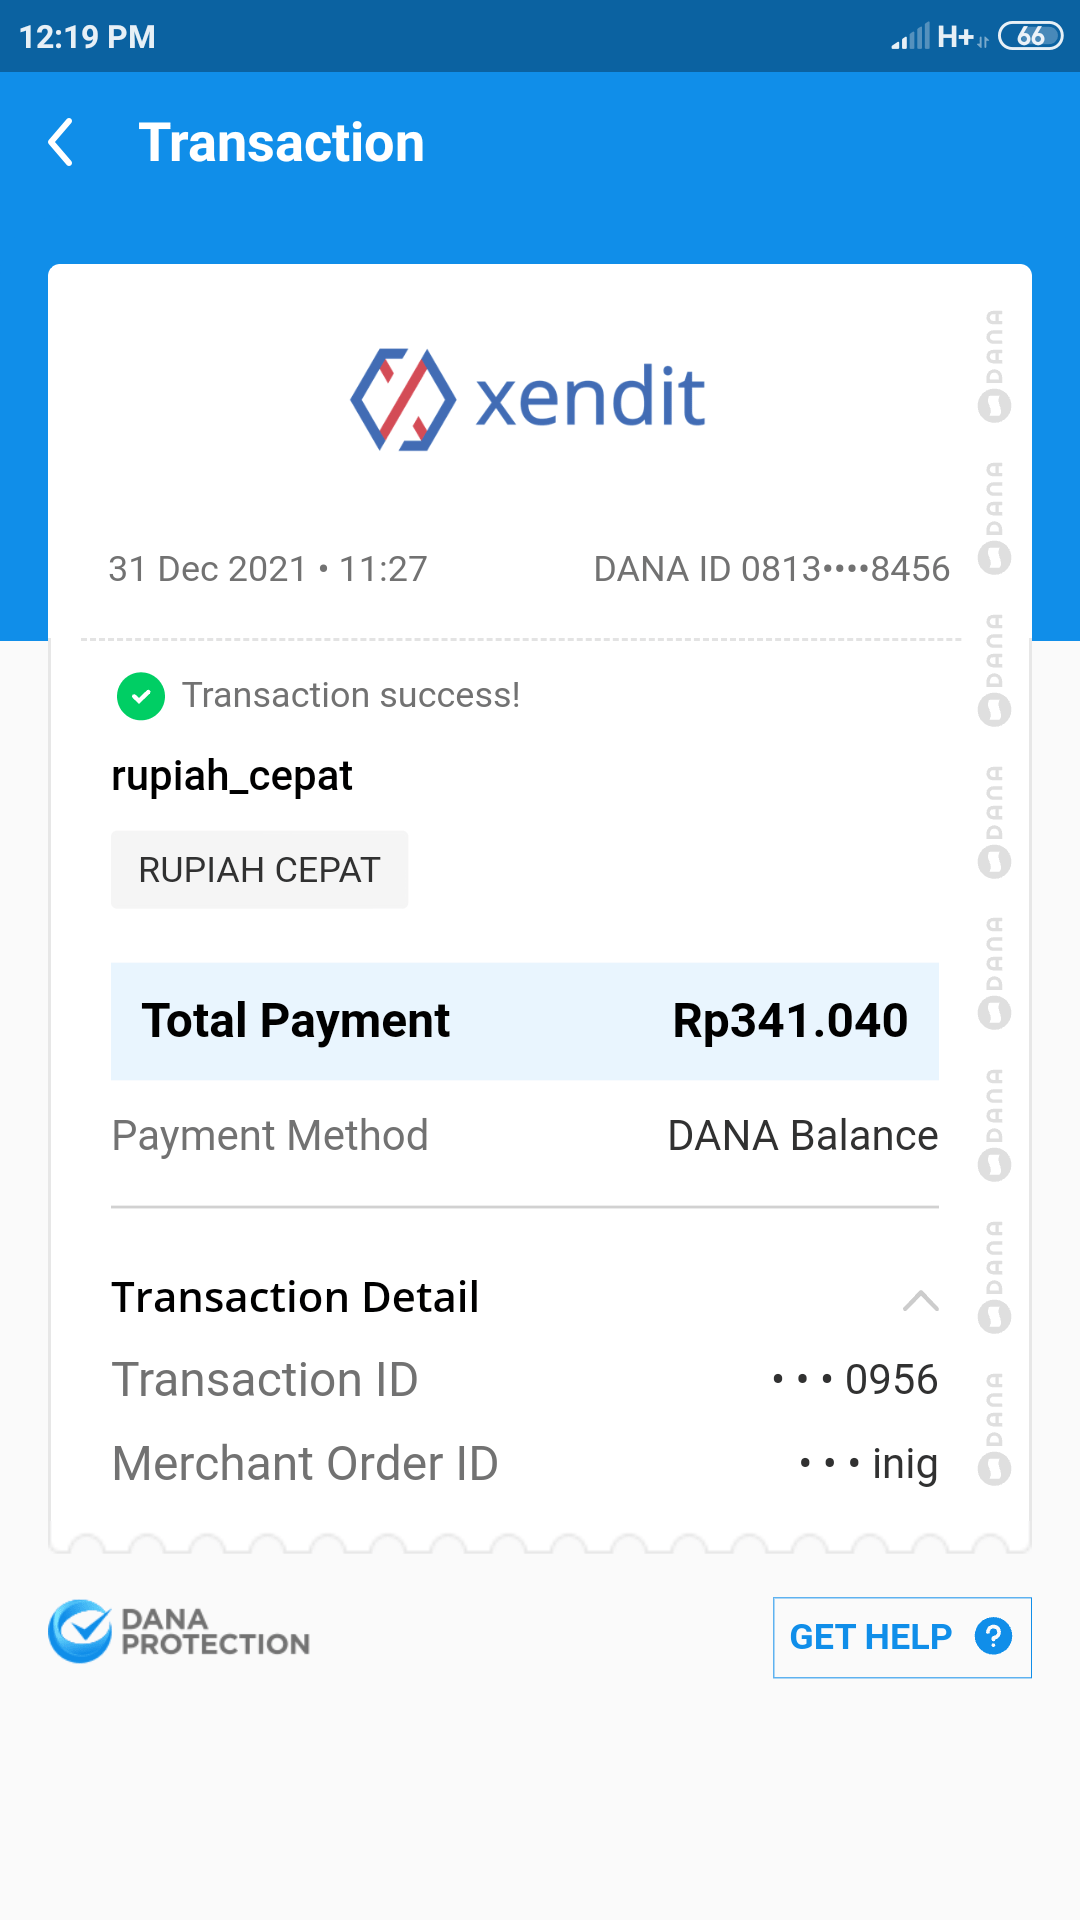 12:19 PM H+ 66
Transaction
xendit
31 Dec 2021 • 11:27 DANA ID 0813••••8456
Transaction success!
rupiah_cepat
RUPIAH CEPAT
Total Payment Rp341.040
Payment Method DANA Balance
Transaction Detail
Transaction ID • • • 0956
Merchant Order ID • • • inig
DANA
DANA
DANA
DANA
DANA
DANA
DANA
DANA
DANA
PROTECTION
GET HELP ?